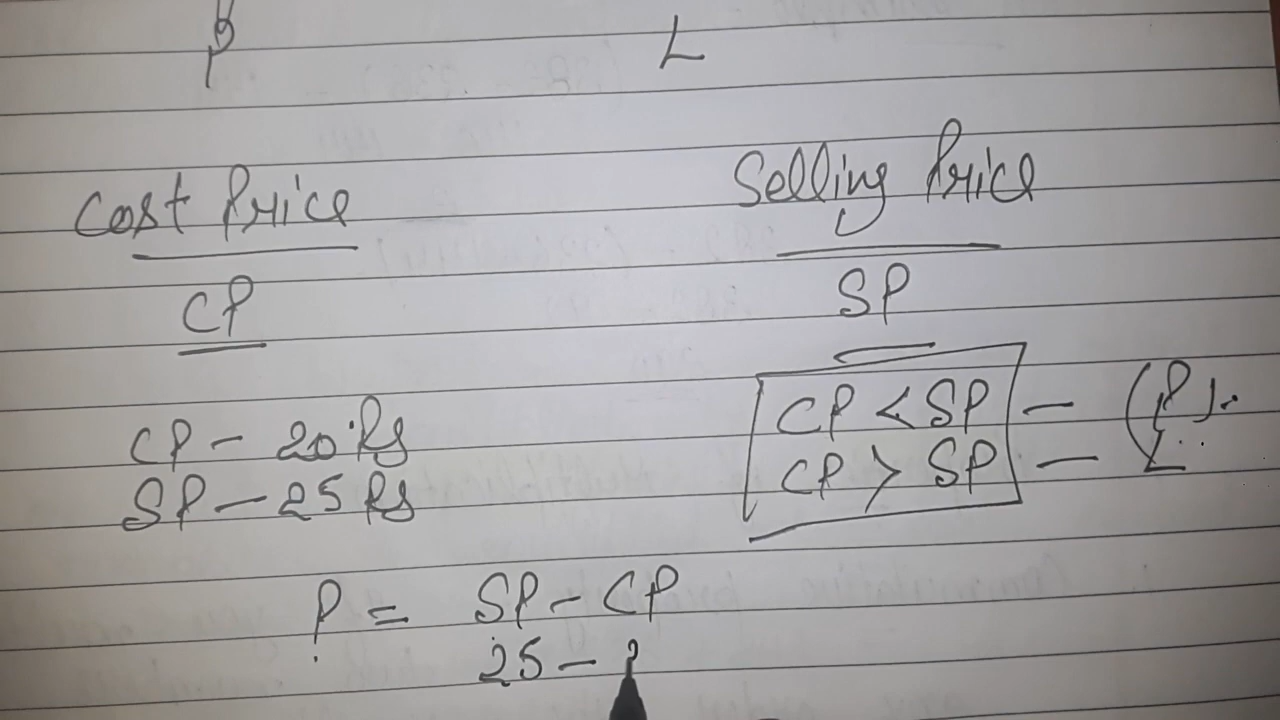 P L
Cost Price Selling Price
CP SP
CP - 20 Rs CP < SP - (P).
SP - 25 Rs CP > SP - L
P = SP - CP
25 -